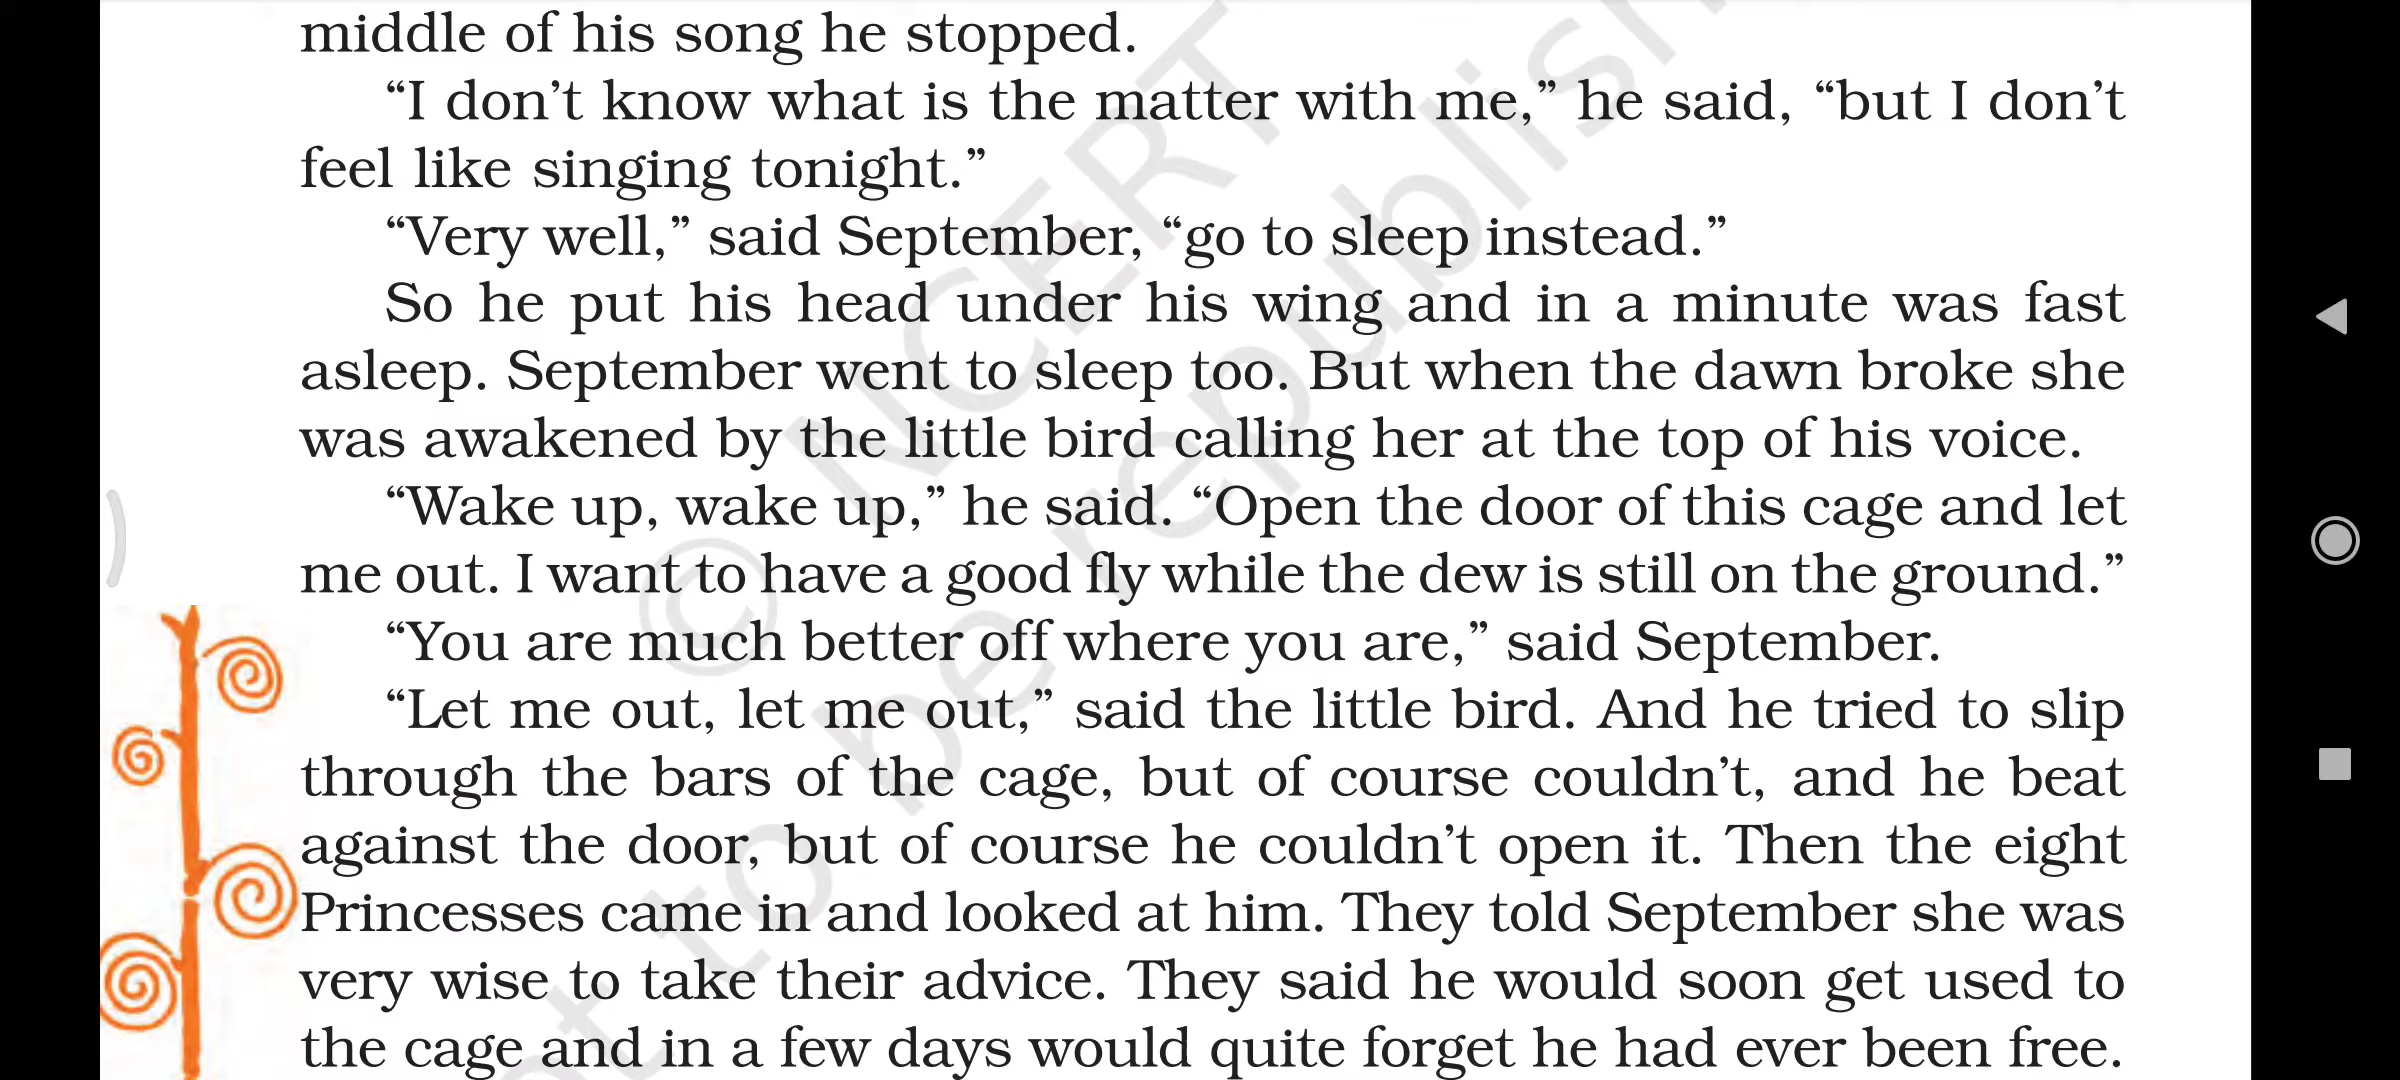 middle of his song he stopped.
“I don’t know what is the matter with me,” he said, “but I don’t
feel like singing tonight.”
“Very well,” said September, “go to sleep instead.”
So he put his head under his wing and in a minute was fast
asleep. September went to sleep too. But when the dawn broke she
was awakened by the little bird calling her at the top of his voice.
“Wake up, wake up,” he said. “Open the door of this cage and let
me out. I want to have a good fly while the dew is still on the ground.”
“You are much better off where you are,” said September.
“Let me out, let me out,” said the little bird. And he tried to slip
through the bars of the cage, but of course couldn’t, and he beat
against the door, but of course he couldn’t open it. Then the eight
Princesses came in and looked at him. They told September she was
very wise to take their advice. They said he would soon get used to
the cage and in a few days would quite forget he had ever been free.
© NCERT
to be republish